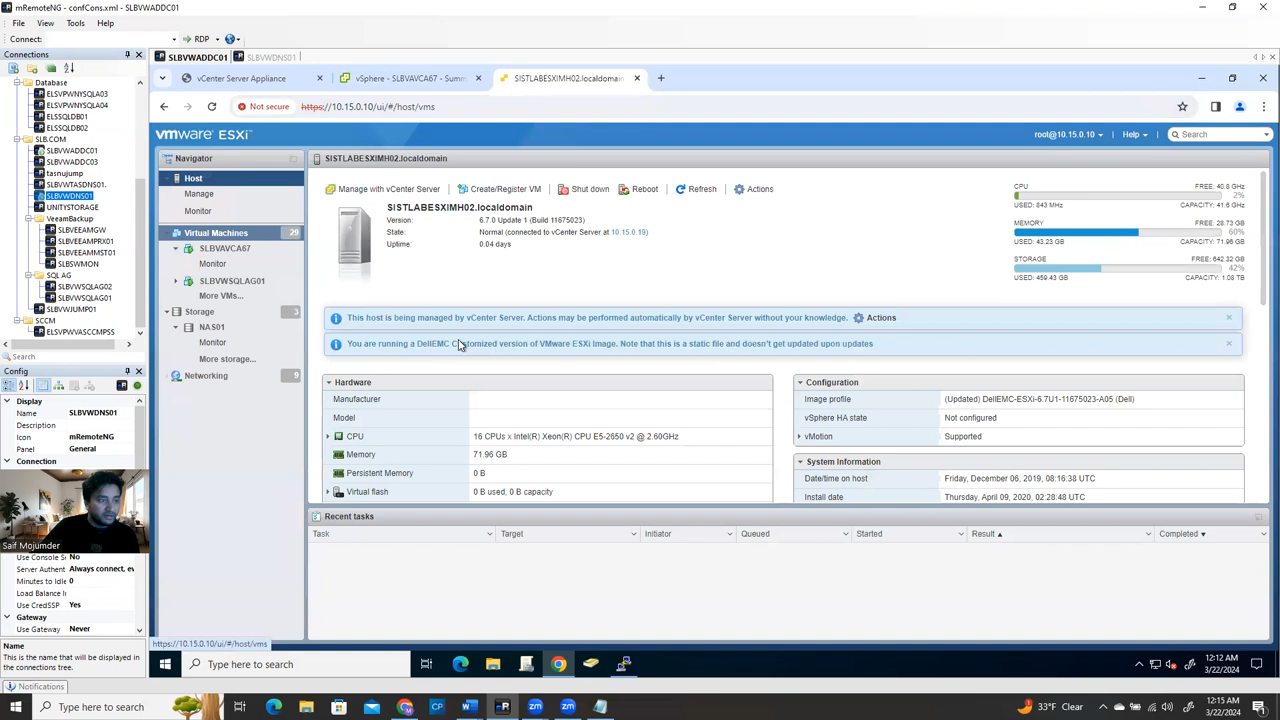 mRemoteNG - confCons.xml - SLBVWADDC01
File View Tools Help
Connect: RDP
Connections
Database
ELSVPWNYSQLA03
ELSVPWNYSQLA04
ELSSQLDB01
ELSSQLDB02
SLB.COM
SLBVWADDC01
SLBVWADDC03
tasnujump
SLBVWTASDNS01.
SLBVWDNS01
UNITYSTORAGE
VeeamBackup
SLBVEEAMGW
SLBVEEAMPRX01
SLBVEEAMMST01
SLBSWMON
SQL AG
SLBVWSQLAG02
SLBVWSQLAG01
SLBVWJUMP01
SCCM
ELSVPWVASCCMPSS
Search
Config
Display
Name SLBVWDNS01
Description
Icon mRemoteNG
Panel General
Connection
Saif Mojumder
Use Console S No
Server Authent Always connect, ev
Minutes to Idle 0
Load Balance In
Use CredSSP Yes
Gateway
Use Gateway Never
Name
This is the name that will be displayed in the connections tree.
Notifications
SLBVWADDC01 SLBVWDNS01
vCenter Server Appliance
vSphere - SLBVAVCA67 - Summ
SISTLABESXIMH02.localdomain
Not secure https://10.15.0.10/ui/#/host/vms
vmware ESXi™
root@10.15.0.10 Help Search
Navigator
Host
Manage
Monitor
Virtual Machines 29
SLBVAVCA67
Monitor
SLBVWSQLAG01
More VMs...
Storage 3
NAS01
Monitor
More storage...
Networking 9
SISTLABESXIMH02.localdomain
Manage with vCenter Server Create/Register VM Shut down Reboot Refresh Actions
SISTLABESXIMH02.localdomain
Version: 6.7.0 Update 1 (Build 11675023)
State: Normal (connected to vCenter Server at 10.15.0.19)
Uptime: 0.04 days
CPU FREE: 40.8 GHz
2%
USED: 843 MHz CAPACITY: 41.6 GHz
MEMORY FREE: 28.73 GB
60%
USED: 43.23 GB CAPACITY: 71.96 GB
STORAGE FREE: 642.32 GB
42%
USED: 459.43 GB CAPACITY: 1.08 TB
This host is being managed by vCenter Server. Actions may be performed automatically by vCenter Server without your knowledge. Actions
You are running a DellEMC Customized version of VMware ESXi Image. Note that this is a static file and doesn't get updated upon updates
Hardware
Manufacturer
Model
CPU 16 CPUs x Intel(R) Xeon(R) CPU E5-2650 v2 @ 2.60GHz
Memory 71.96 GB
Persistent Memory 0 B
Virtual flash 0 B used, 0 B capacity
Configuration
Image profile (Updated) DellEMC-ESXi-6.7U1-11675023-A05 (Dell)
vSphere HA state Not configured
vMotion Supported
System Information
Date/time on host Friday, December 06, 2019, 08:16:38 UTC
Install date Thursday, April 09, 2020, 02:28:48 UTC
Recent tasks
Task Target Initiator Queued Started Result Completed
https://10.15.0.10/ui/#/host/vms
Type here to search
12:12 AM
3/22/2024
Type here to search
33°F Clear
12:15 AM
3/22/2024